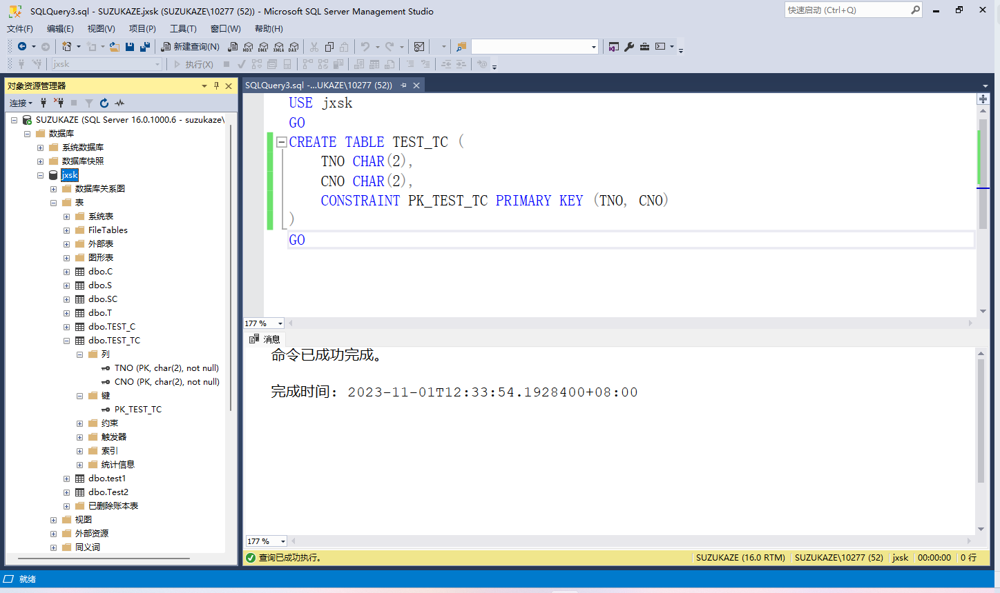 SQLQuery3.sql - SUZUKAZE.jxsk (SUZUKAZE\10277 (52)) - Microsoft SQL Server Management Studio
快速启动 (Ctrl+Q)
文件(F) 编辑(E) 视图(V) 项目(P) 工具(T) 窗口(W) 帮助(H)
新建查询(N) MDX DMX XMLA DAX
jxsk 执行(X)
对象资源管理器
连接
SUZUKAZE (SQL Server 16.0.1000.6 - suzukaze\
数据库
系统数据库
数据库快照
jxsk
数据库关系图
表
系统表
FileTables
外部表
图形表
dbo.C
dbo.S
dbo.SC
dbo.T
dbo.TEST_C
dbo.TEST_TC
列
TNO (PK, char(2), not null)
CNO (PK, char(2), not null)
键
PK_TEST_TC
约束
触发器
索引
统计信息
dbo.test1
dbo.Test2
已删除账本表
视图
外部资源
同义词
SQLQuery3.sql -...UKAZE\10277 (52))
USE jxsk
GO
CREATE TABLE TEST_TC (
TNO CHAR(2),
CNO CHAR(2),
CONSTRAINT PK_TEST_TC PRIMARY KEY (TNO, CNO)
)
GO
177 %
消息
命令已成功完成。
完成时间: 2023-11-01T12:33:54.1928400+08:00
177 %
查询已成功执行。 SUZUKAZE (16.0 RTM) SUZUKAZE\10277 (52) jxsk 00:00:00 0 行
就绪